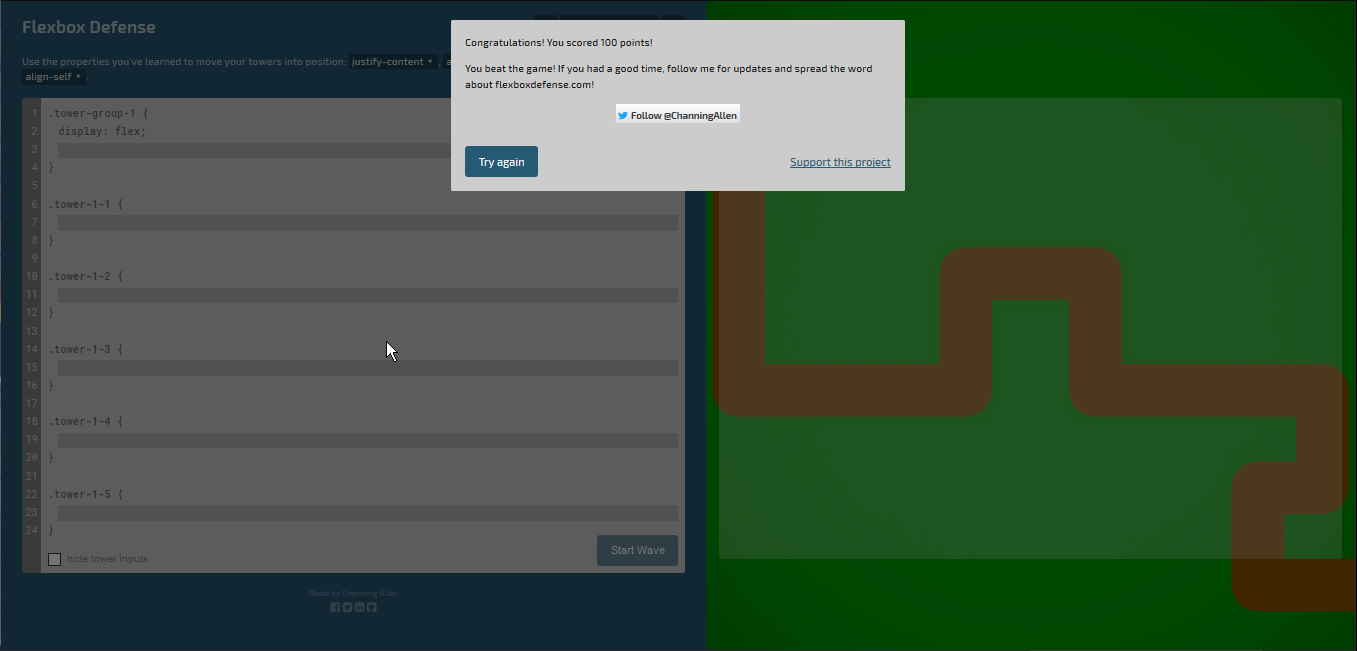 Flexbox Defense
Use the properties you've learned to move your towers into position: justify-content ▾ , a
align-self ▾ .
Congratulations! You scored 100 points!
You beat the game! If you had a good time, follow me for updates and spread the word
about flexboxdefense.com!
Follow @ChanningAllen
Try again
Support this project
1 .tower-group-1 {
2 display: flex;
3
4 }
5
6 .tower-1-1 {
7
8 }
9
10 .tower-1-2 {
11
12 }
13
14 .tower-1-3 {
15
16 }
17
18 .tower-1-4 {
19
20 }
21
22 .tower-1-5 {
23
24 }
hide tower inputs
Start Wave
Made by Channing Allen